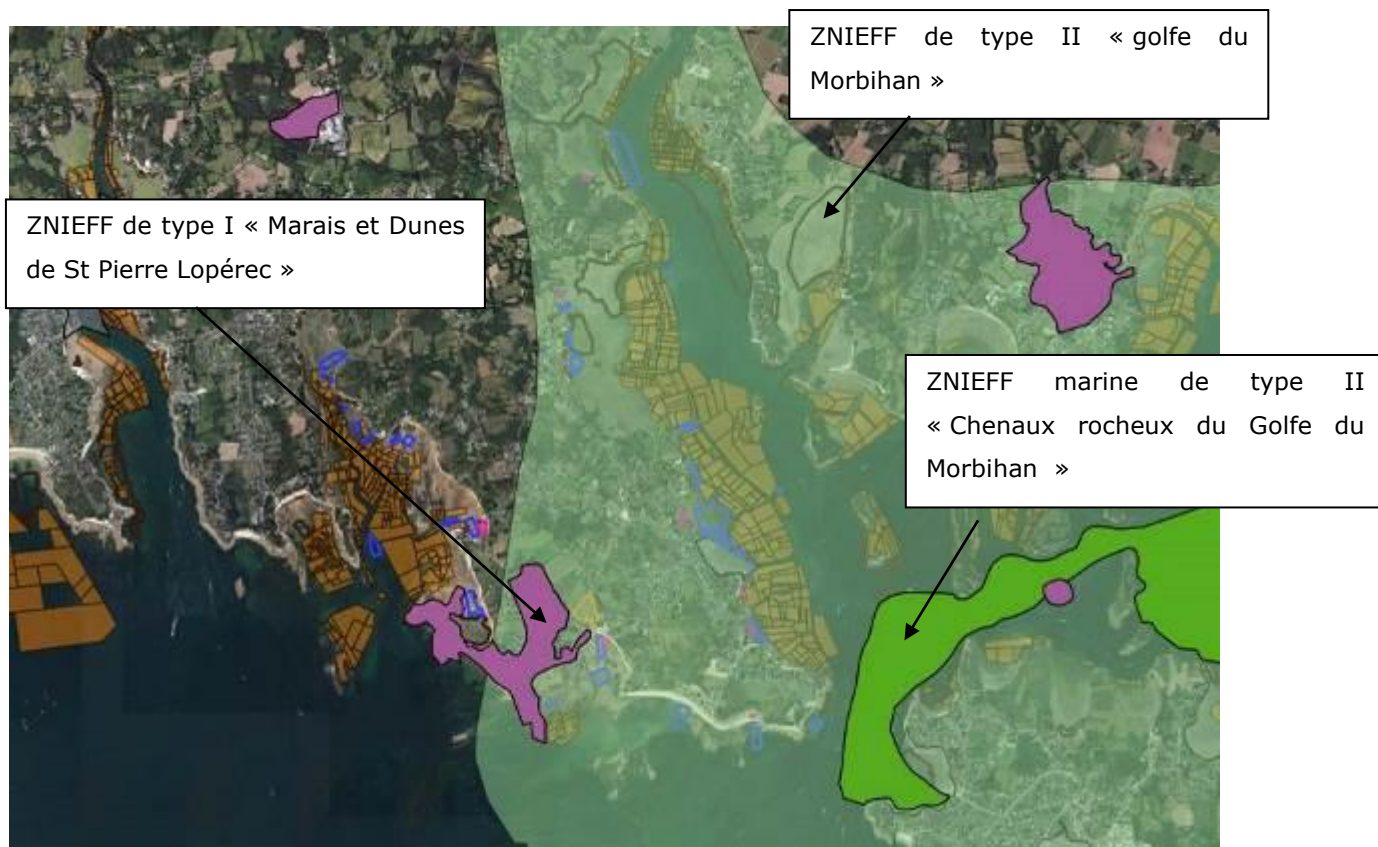 ZNIEFF de type II « golfe du
Morbihan »
ZNIEFF de type I « Marais et Dunes
de St Pierre Lopérec »
ZNIEFF marine de type II
« Chenaux rocheux du Golfe du
Morbihan »